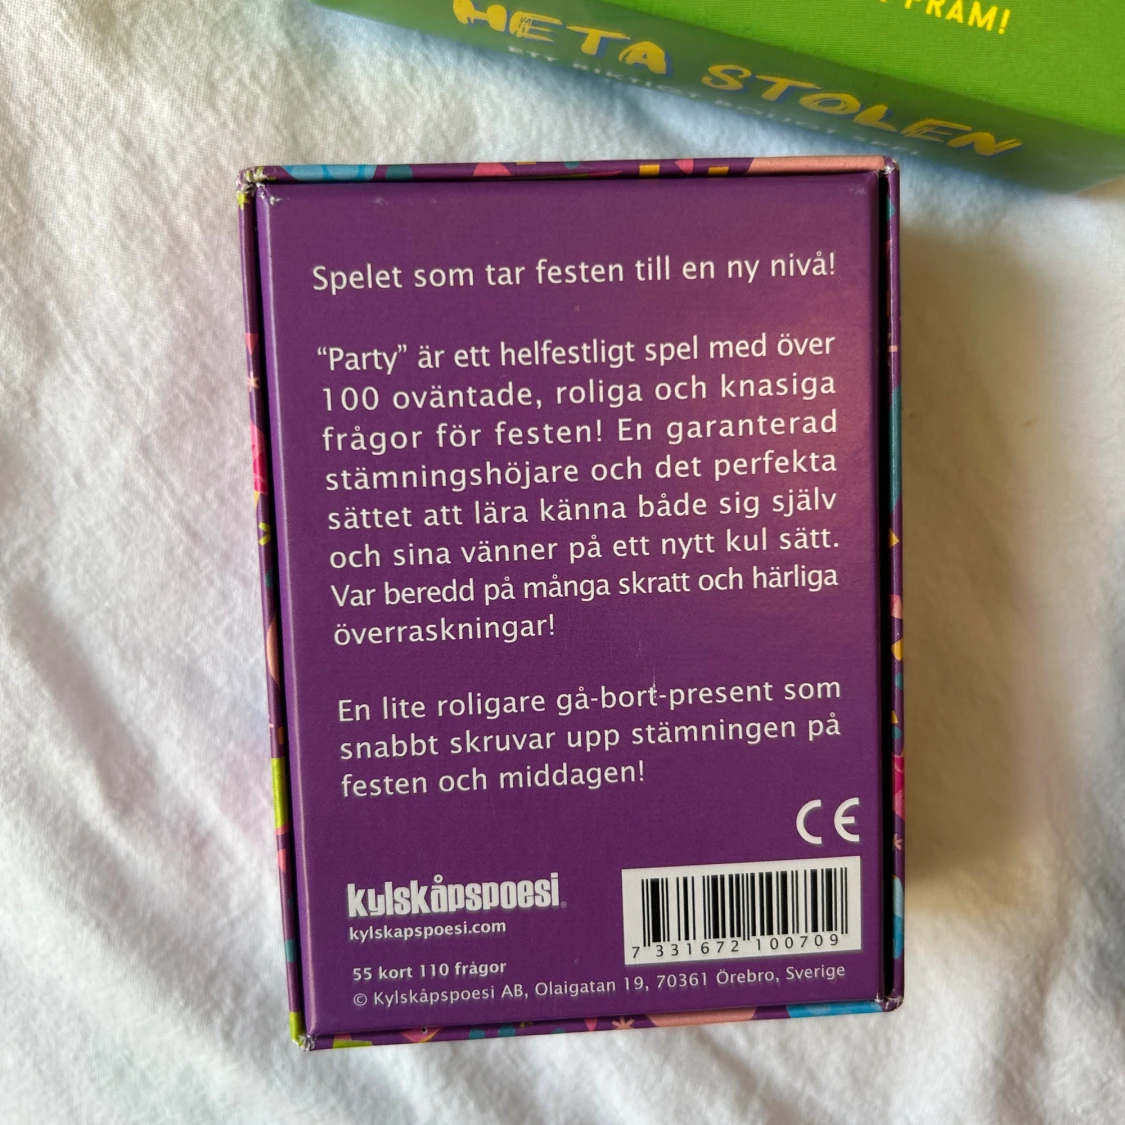 FRAM!
HETA STOLEN
ETT RIKTIGT
Spelet som tar festen till en ny nivå!
“Party” är ett helfestligt spel med över
100 oväntade, roliga och knasiga
frågor för festen! En garanterad
stämningshöjare och det perfekta
sättet att lära känna både sig själv
och sina vänner på ett nytt kul sätt.
Var beredd på många skratt och härliga
överraskningar!
En lite roligare gå-bort-present som
snabbt skruvar upp stämningen på
festen och middagen!
CE
kylskåpspoesi®
kylskapspoesi.com
7 331672 100709
55 kort 110 frågor
© Kylskåpspoesi AB, Olaigatan 19, 70361 Örebro, Sverige